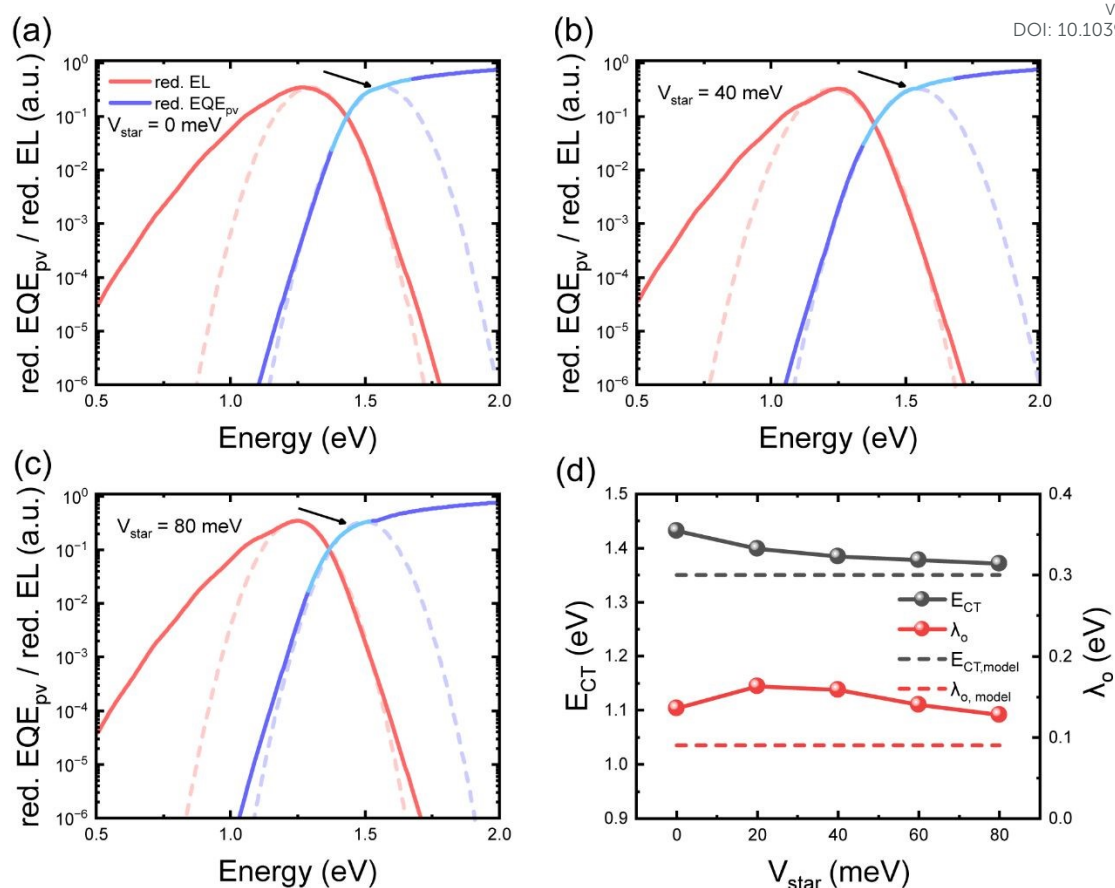 V
DOI: 10.1039
(a)
red. EQE_pv / red. EL (a.u.)
10^0
10^-1
10^-2
10^-3
10^-4
10^-5
10^-6
red. EL
red. EQE_pv
V_star = 0 meV
0.5 1.0 1.5 2.0
Energy (eV)
(b)
red. EQE_pv / red. EL (a.u.)
10^0
10^-1
10^-2
10^-3
10^-4
10^-5
10^-6
V_star = 40 meV
0.5 1.0 1.5 2.0
Energy (eV)
(c)
red. EQE_pv / red. EL (a.u.)
10^0
10^-1
10^-2
10^-3
10^-4
10^-5
10^-6
V_star = 80 meV
0.5 1.0 1.5 2.0
Energy (eV)
(d)
E_CT (eV)
1.5
1.4
1.3
1.2
1.1
1.0
0.9
E_CT
λ_o
E_CT,model
λ_o, model
0.4
0.3
0.2
0.1
0.0
λ_o (eV)
0 20 40 60 80
V_star (meV)